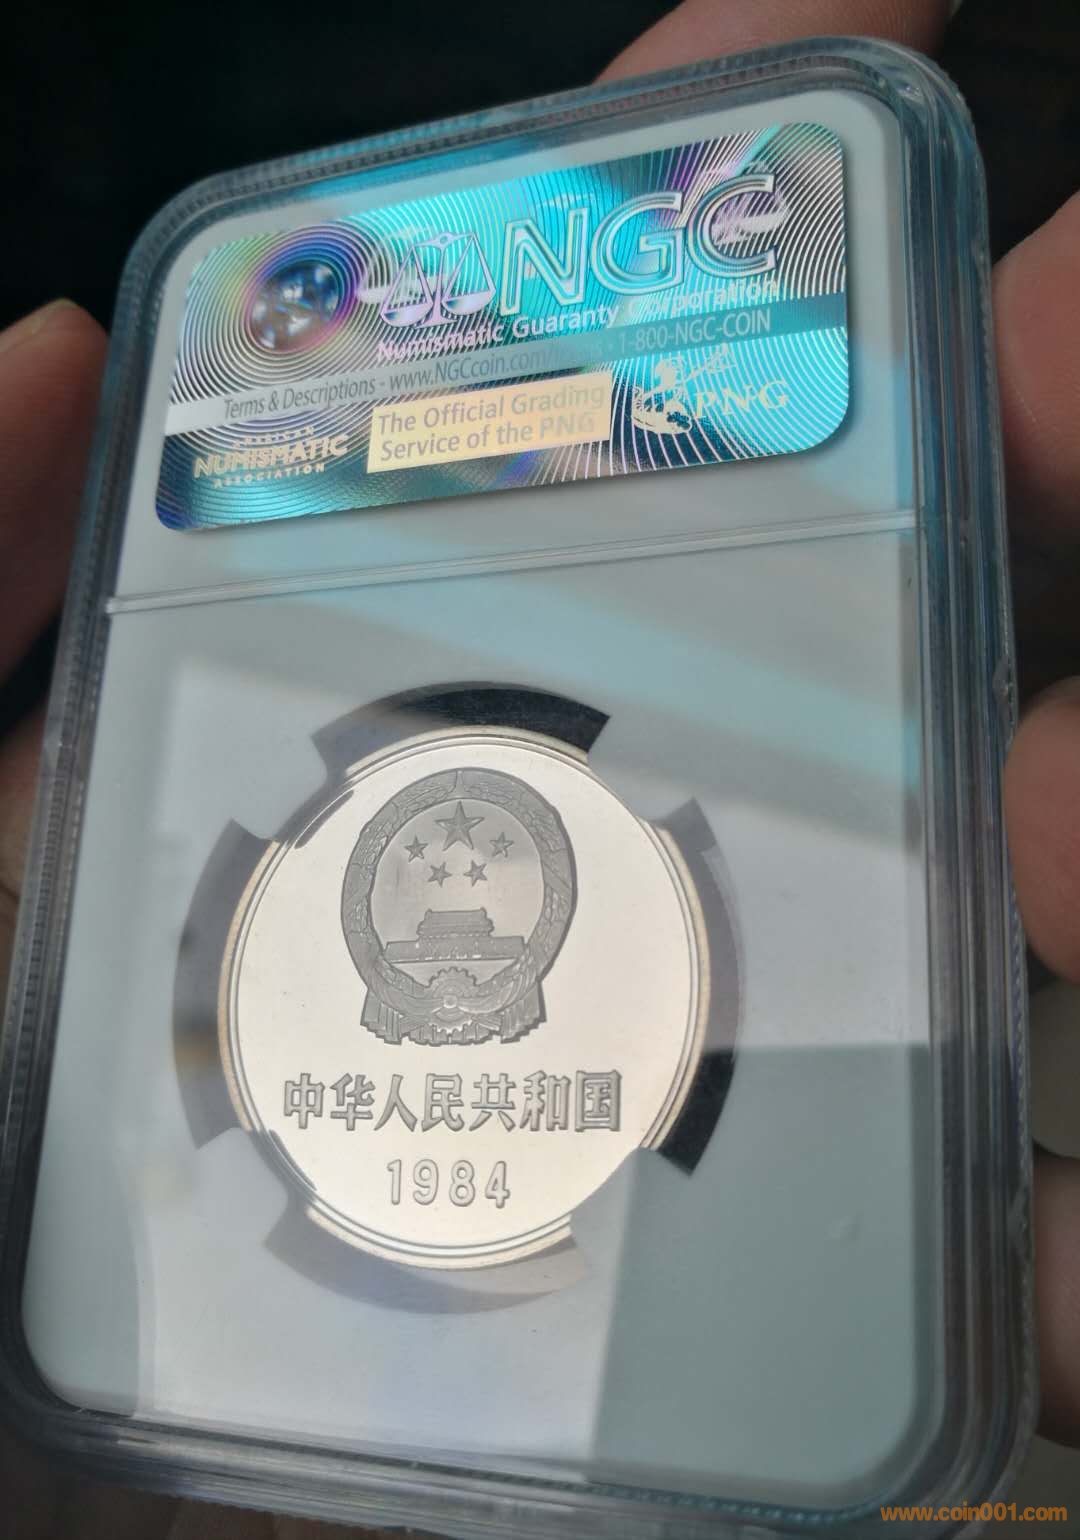 NGC
Numismatic Guaranty Corporation
Terms & Descriptions - www.NGCcoin.com/ • 1-800-NGC-COIN
AMERICAN
NUMISMATIC
ASSOCIATION
The Official Grading
Service of the PNG
PNG
中华人民共和国
1984
www.coin001.com